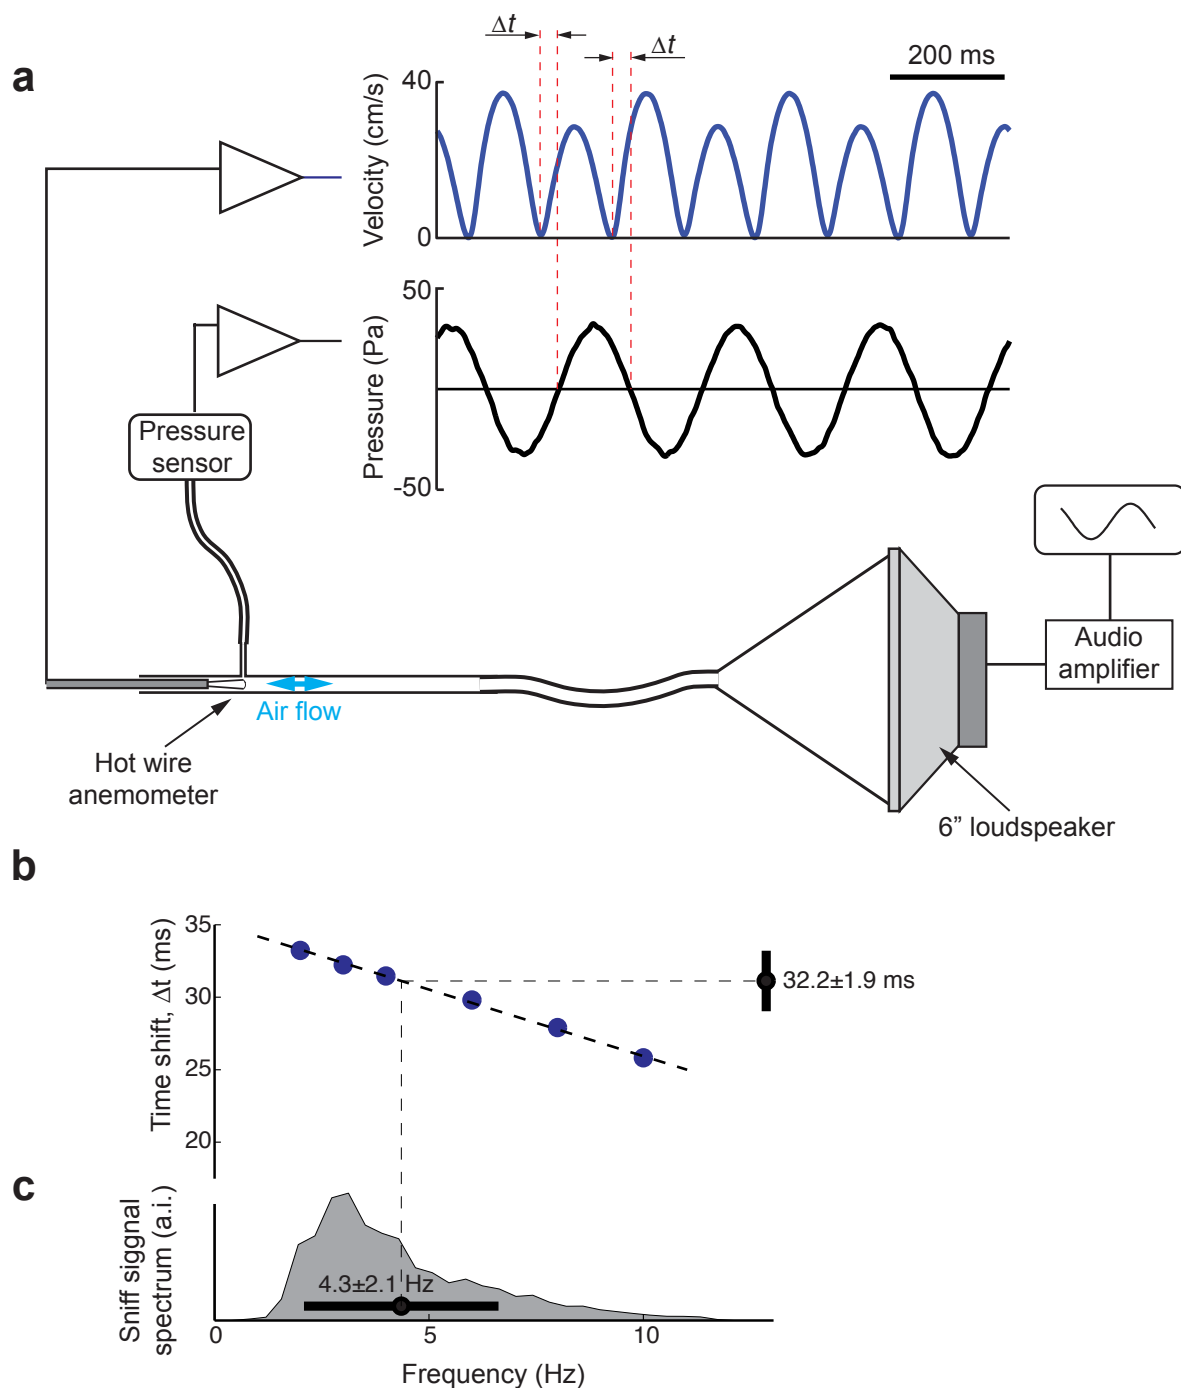 a
Δt
Δt
200 ms
Velocity (cm/s)
40
0
Pressure (Pa)
50
-50
Pressure
sensor
Air flow
Hot wire
anemometer
Audio
amplifier
6” loudspeaker
b
Time shift, Δt (ms)
35
30
25
20
32.2±1.9 ms
c
Sniff siggnal
spectrum (a.i.)
4.3±2.1 Hz
0
5
10
Frequency (Hz)